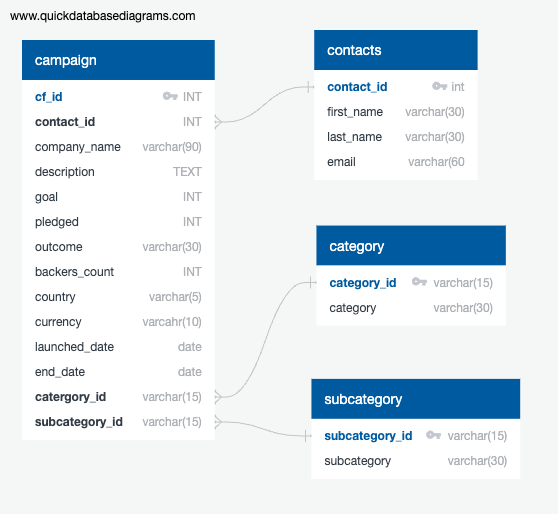 www.quickdatabasediagrams.com
campaign
cf_id INT
contact_id INT
company_name varchar(90)
description TEXT
goal INT
pledged INT
outcome varchar(30)
backers_count INT
country varchar(5)
currency varcahr(10)
launched_date date
end_date date
catergory_id varchar(15)
subcategory_id varchar(15)
contacts
contact_id int
first_name varchar(30)
last_name varchar(30)
email varchar(60
category
category_id varchar(15)
category varchar(30)
subcategory
subcategory_id varchar(15)
subcategory varchar(30)